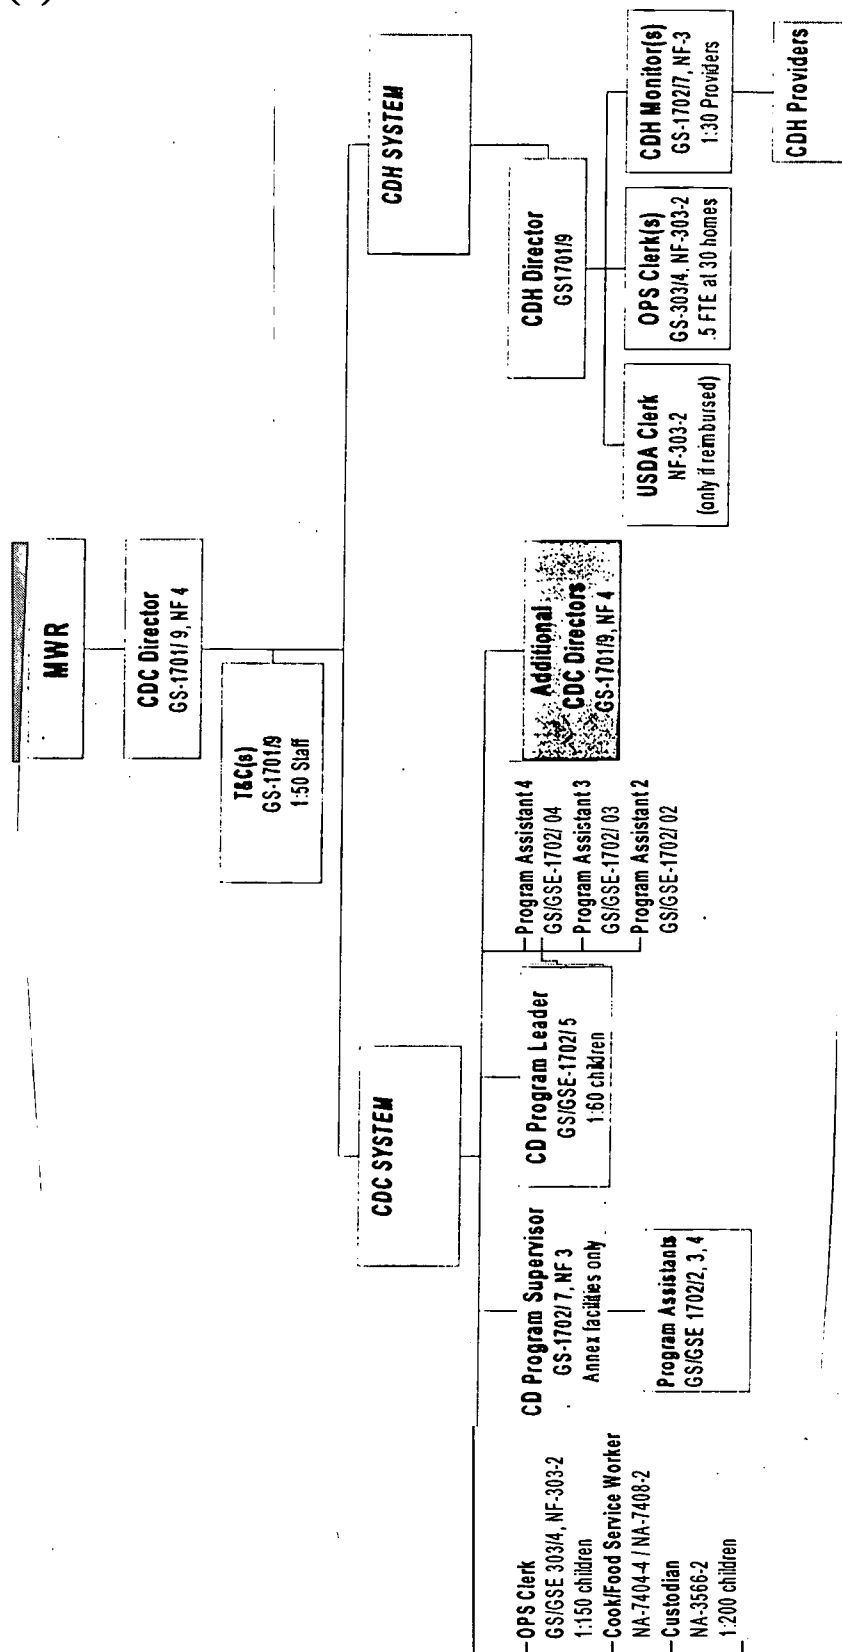 MWR
CDC Director
GS-1701/ 9, NF 4
T&C(s)
GS-1701/9
1:50 Staff
CDC SYSTEM
CDH SYSTEM
OPS Clerk
GS/GSE 303/4, NF-303-2
1:150 children
Cook/Food Service Worker
NA-7404-4 / NA-7408-2
Custodian
NA-3566-2
1:200 children
CD Program Supervisor
GS-1702/ 7, NF 3
Annex facilities only
Program Assistants
GS/GSE 1702/2, 3, 4
CD Program Leader
GS/GSE-1702/ 5
1:60 children
Program Assistant 4
GS/GSE-1702/ 04
Program Assistant 3
GS/GSE-1702/ 03
Program Assistant 2
GS/GSE-1702/ 02
Additional
CDC Directors
GS-1701/9, NF 4
CDH Director
GS1701/9
USDA Clerk
NF-303-2
(only if reimbursed)
OPS Clerk(s)
GS-303/4, NF-303-2
.5 FTE at 30 homes
CDH Monitor(s)
GS-1702/7, NF-3
1:30 Providers
CDH Providers